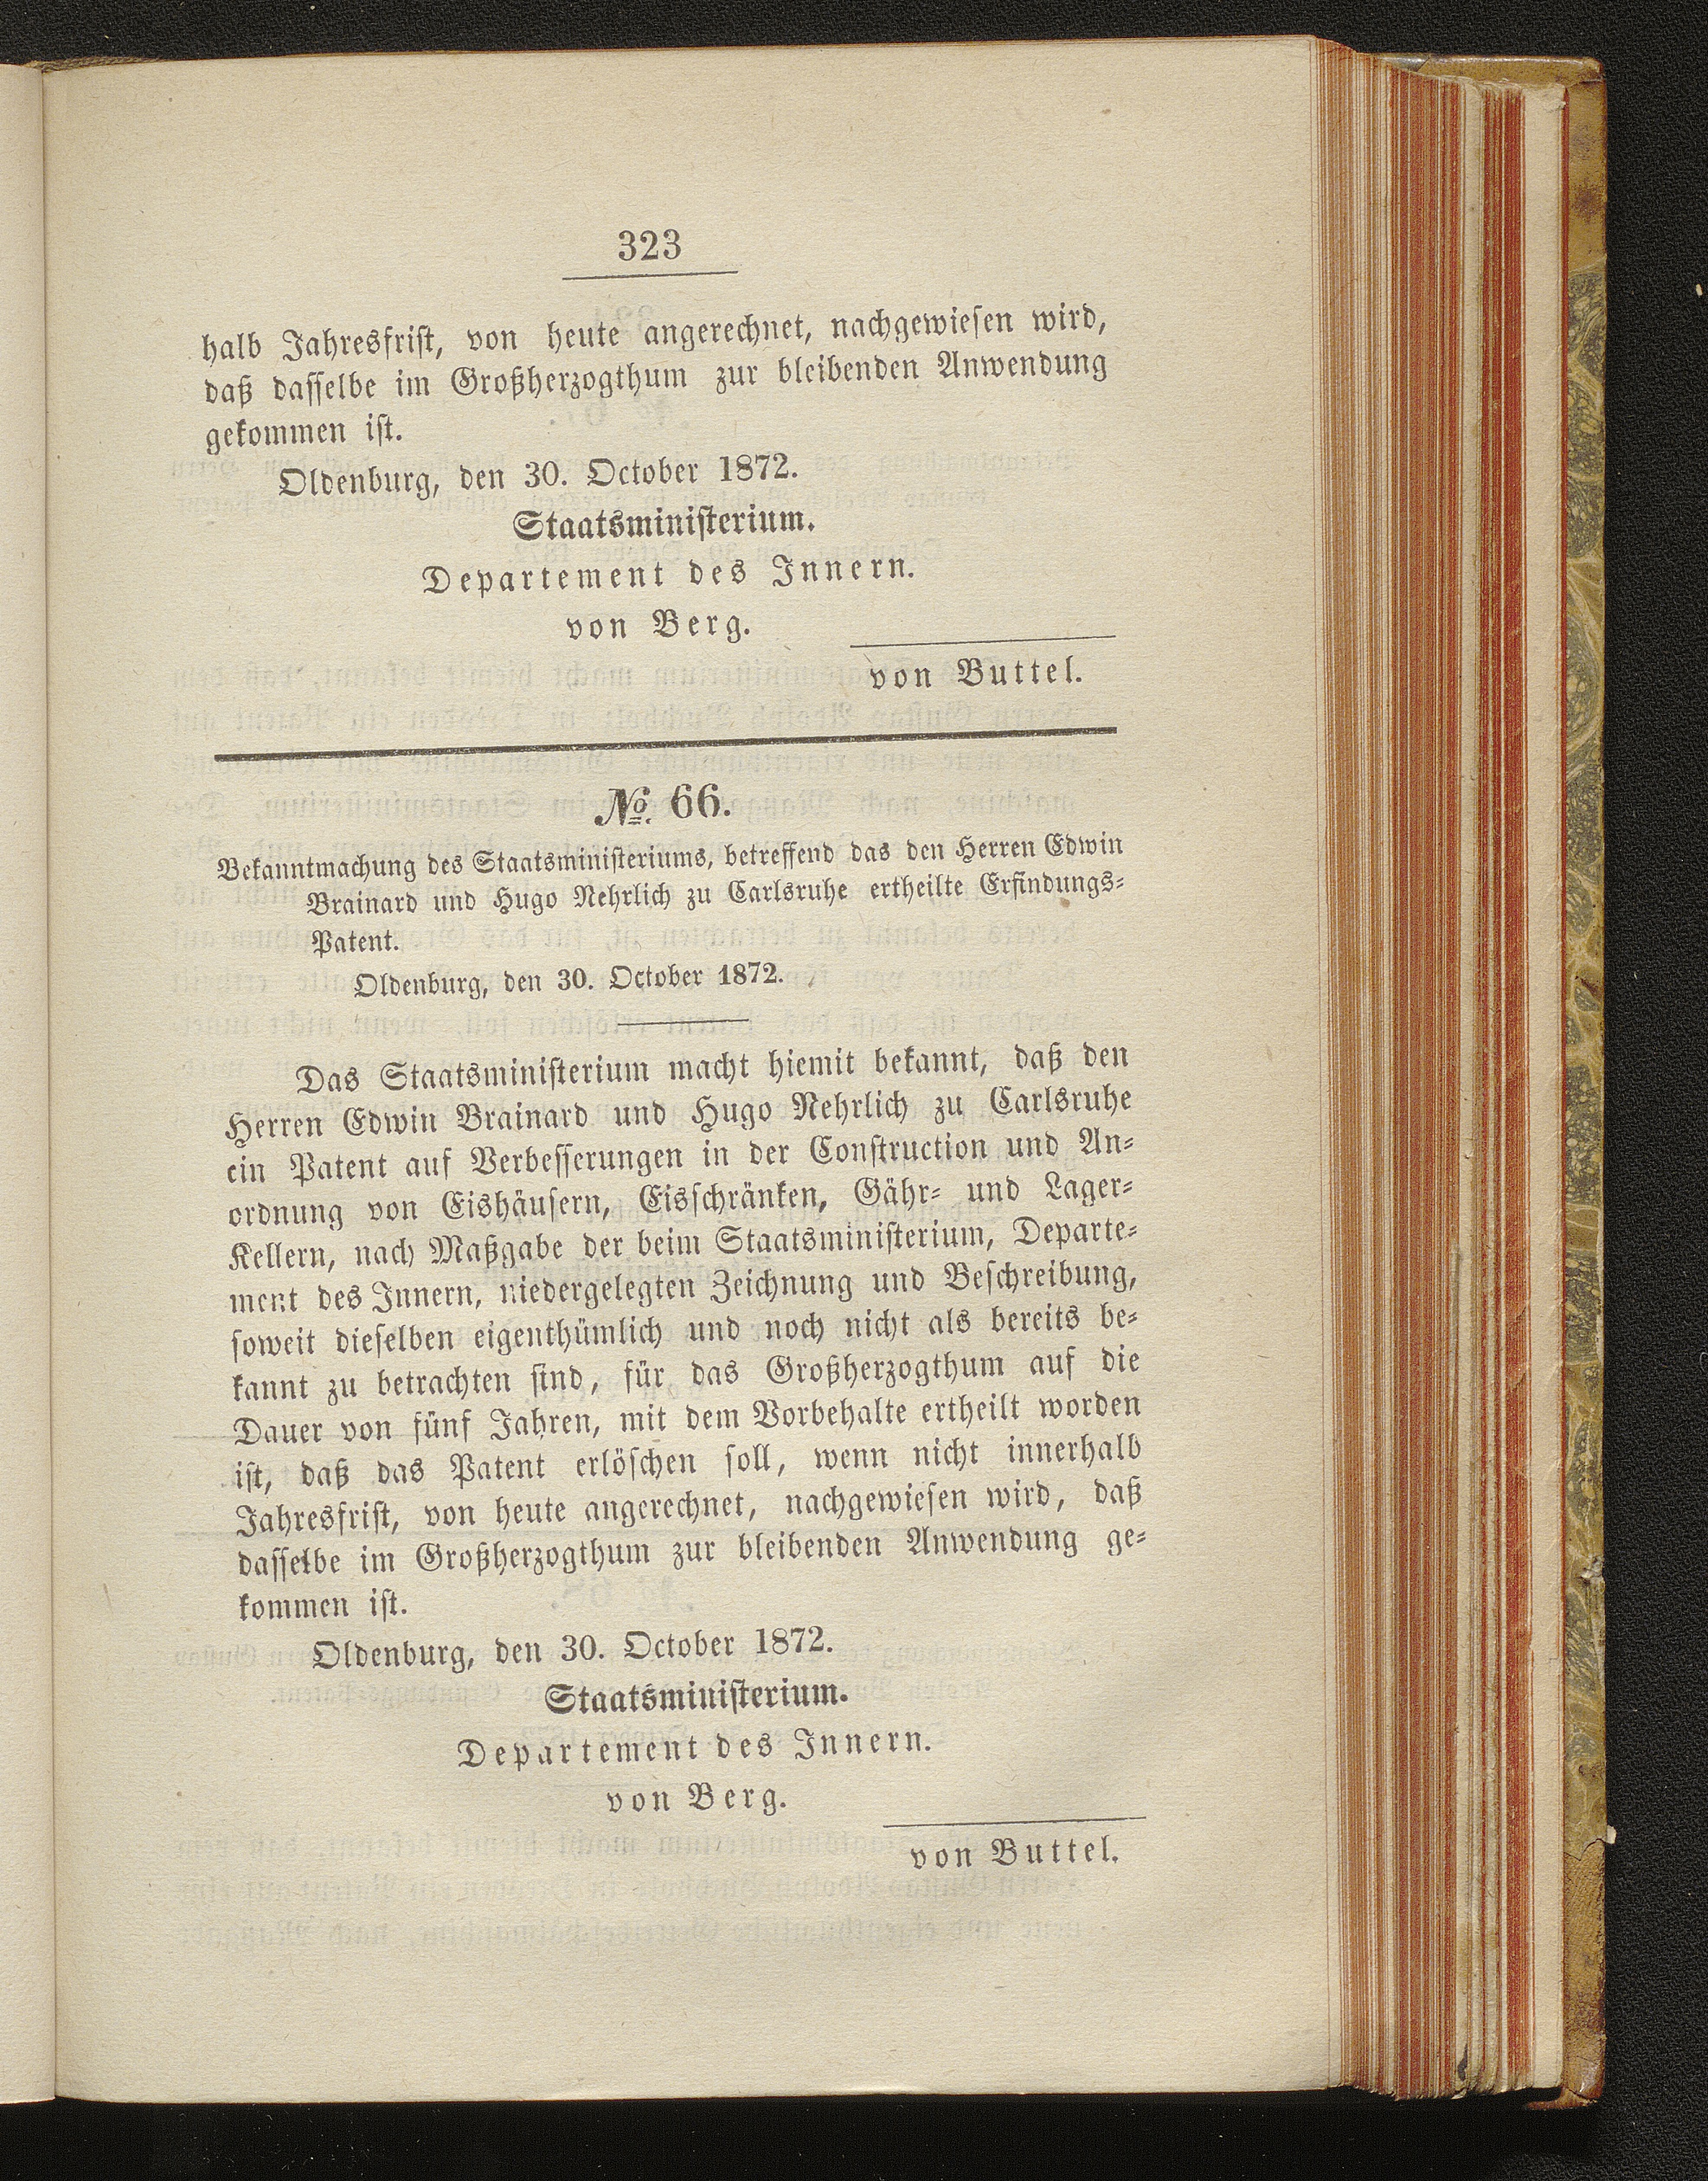 323
halb Jahresfrist, von heute angerechnet, nachgewiesen wird,
daß dasselbe im Großherzogthum zur bleibenden Anwendung
gekommen ist.
Oldenburg, den 30. October 1872.
Staatsministerium.
Departement des Innern.
von Berg.
von Buttel.
№. 66.
Bekanntmachung des Staatsministeriums, betreffend das den Herren Edwin
Brainard und Hugo Nehrlich zu Carlsruhe ertheilte Erfindungs-
Patent.
Oldenburg, den 30. October 1872.
Das Staatsministerium macht hiemit bekannt, daß den
Herren Edwin Brainard und Hugo Nehrlich zu Carlsruhe
ein Patent auf Verbesserungen in der Construction und An-
ordnung von Eishäusern, Eisschränken, Gähr- und Lager-
Kellern, nach Maßgabe der beim Staatsministerium, Departe-
ment des Innern, niedergelegten Zeichnung und Beschreibung,
soweit dieselben eigenthümlich und noch nicht als bereits be-
kannt zu betrachten sind, für das Großherzogthum auf die
Dauer von fünf Jahren, mit dem Vorbehalte ertheilt worden
ist, daß das Patent erlöschen soll, wenn nicht innerhalb
Jahresfrist, von heute angerechnet, nachgewiesen wird, daß
dasselbe im Großherzogthum zur bleibenden Anwendung ge-
kommen ist.
Oldenburg, den 30. October 1872.
Staatsministerium.
Departement des Innern.
von Berg.
von Buttel.